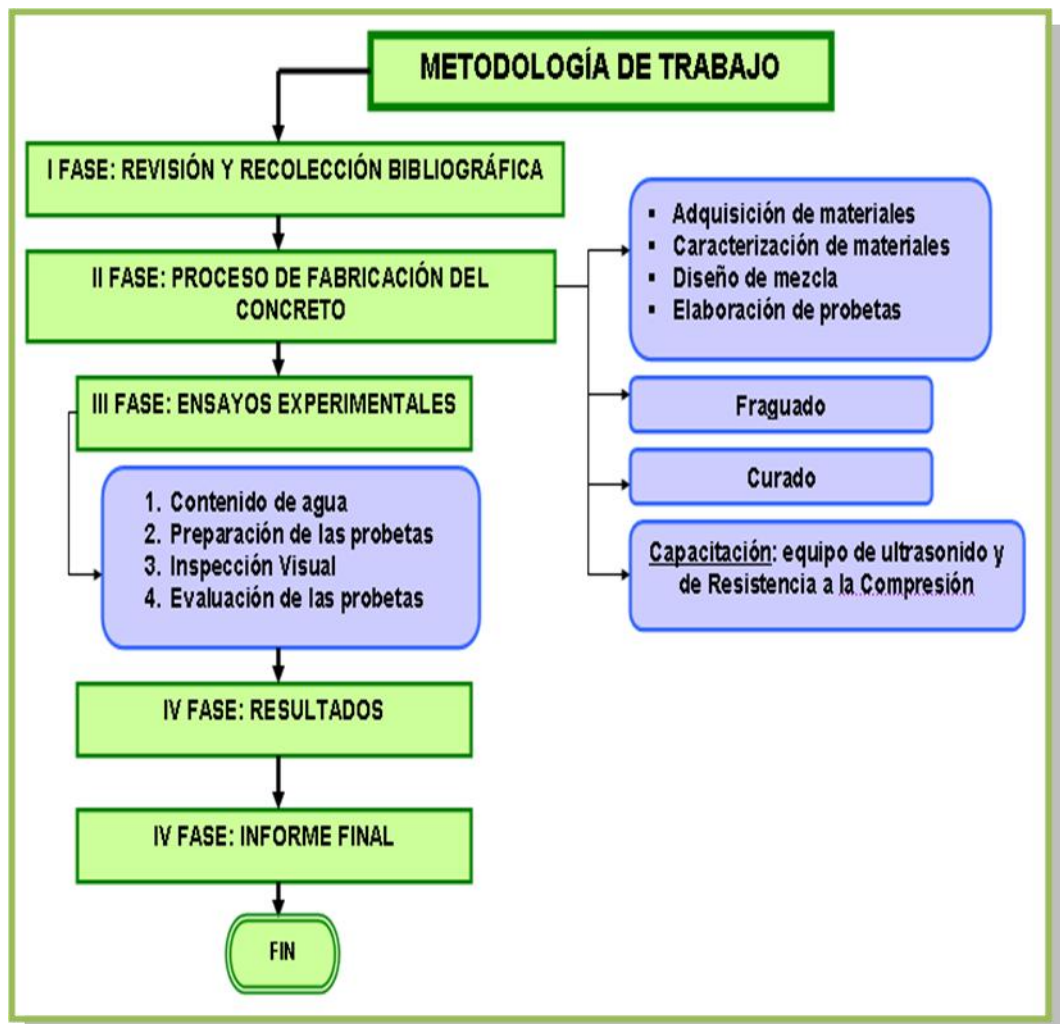 METODOLOGÍA DE TRABAJO
I FASE: REVISIÓN Y RECOLECCIÓN BIBLIOGRÁFICA
II FASE: PROCESO DE FABRICACIÓN DEL
CONCRETO
▪ Adquisición de materiales
▪ Caracterización de materiales
▪ Diseño de mezcla
▪ Elaboración de probetas
Fraguado
Curado
Capacitación: equipo de ultrasonido y
de Resistencia a la Compresión
III FASE: ENSAYOS EXPERIMENTALES
1. Contenido de agua
2. Preparación de las probetas
3. Inspección Visual
4. Evaluación de las probetas
IV FASE: RESULTADOS
IV FASE: INFORME FINAL
FIN